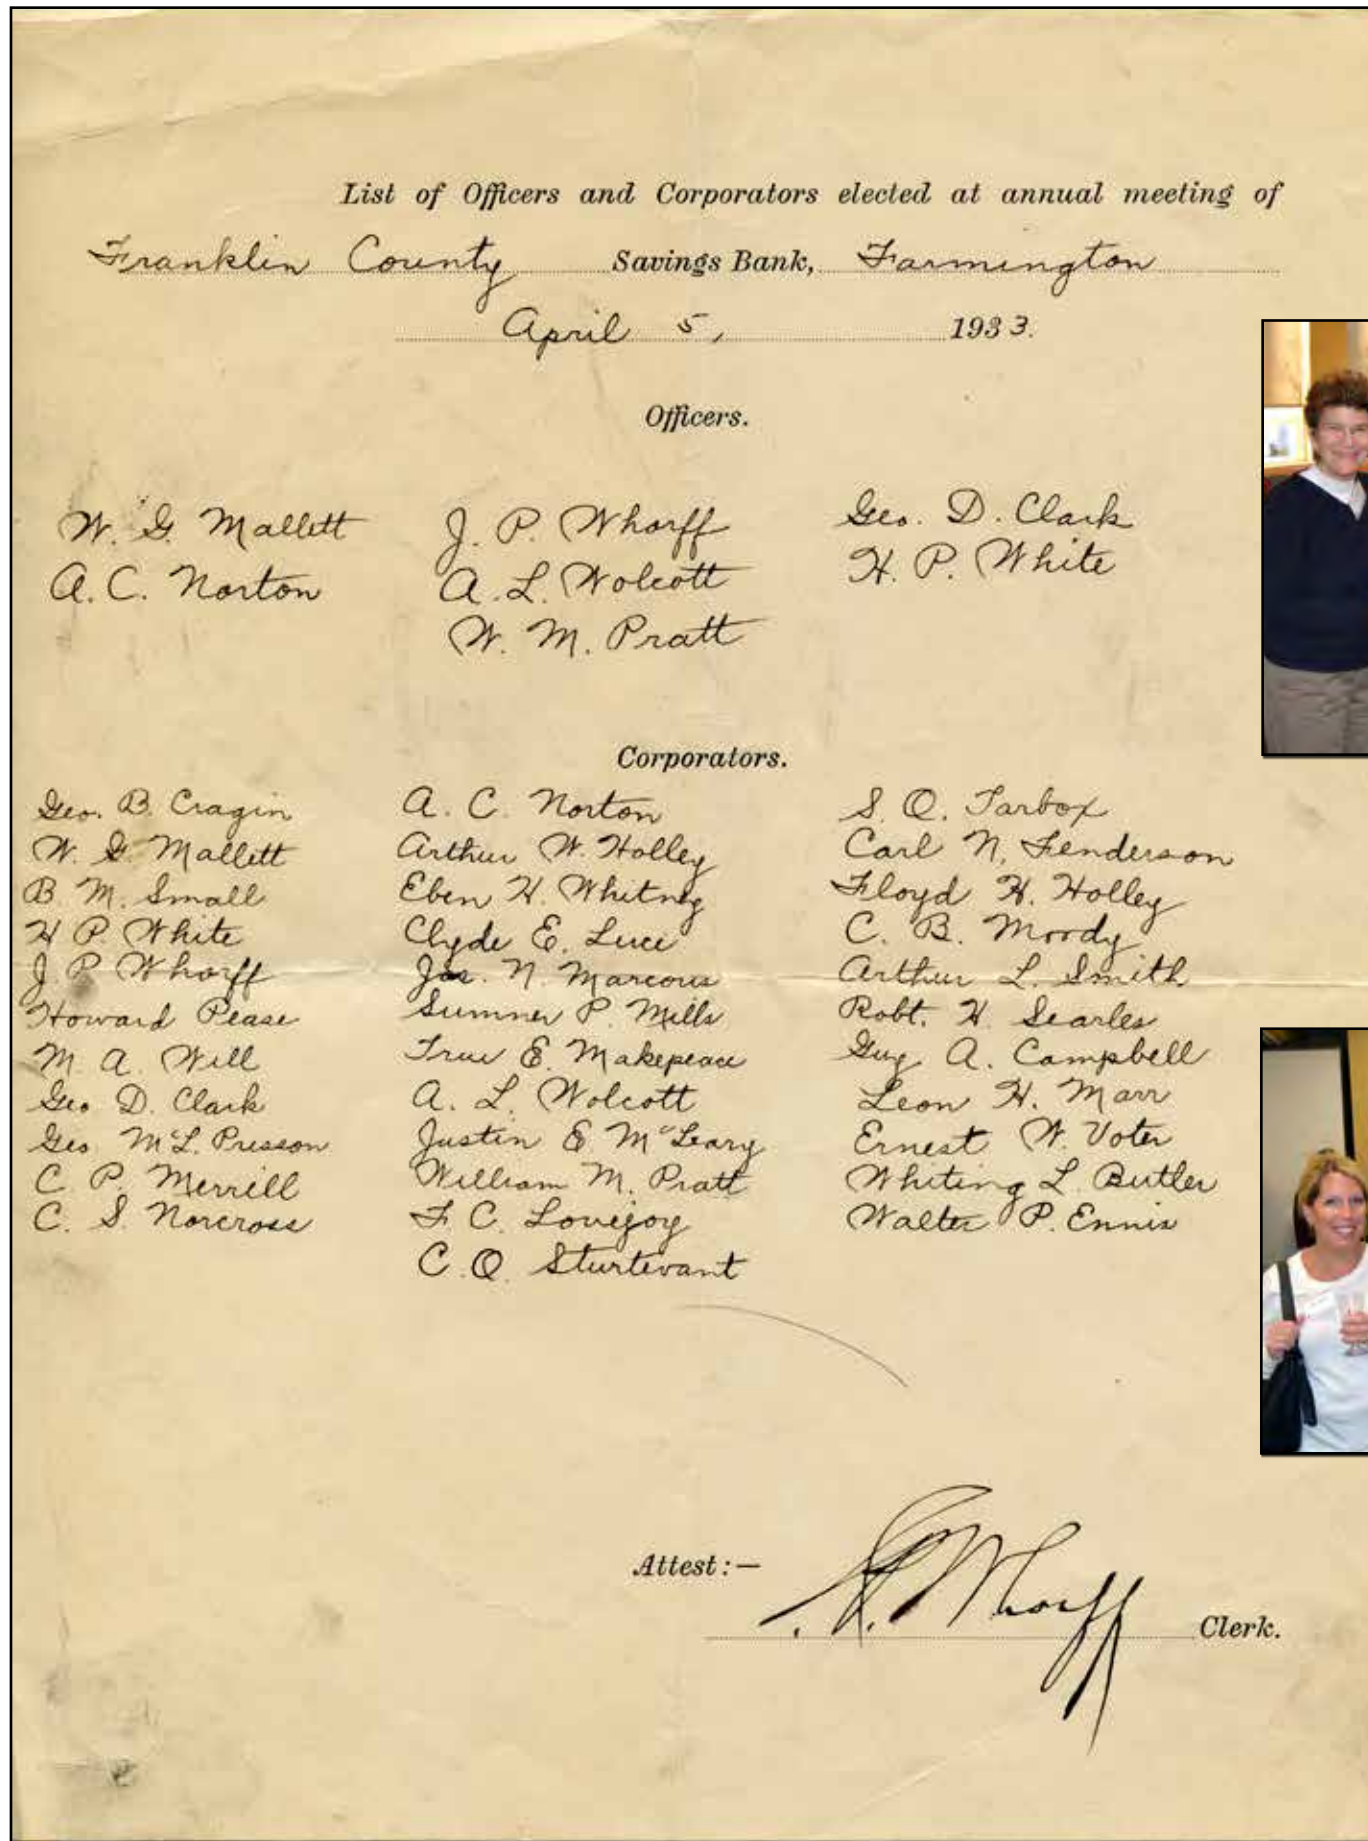 List of Officers and Corporators elected at annual meeting of
Franklin County Savings Bank, Farmington
April 5, 1933.
Officers.
W. G. Mallett
A. C. Norton
J. P. Whorff
A. L. Wolcott
W. M. Pratt
Geo. D. Clark
H. P. White
Corporators.
Geo. B. Cragin
W. G. Mallett
B. M. Small
H P. White
J. P. Whorff
Howard Pease
M. A. Will
Geo D. Clark
Geo McL. Presson
C. P. Merrill
C. S. Norcross
A. C. Norton
Arthur W. Holley
Eben H. Whitney
Clyde E. Luce
Jos. N. Marcous
Sumner P. Mills
True E. Makepeace
A. L. Wolcott
Justin E McLeary
William M. Pratt
F. C. Lovejoy
C. O. Sturtevant
S. O. Tarbox
Carl N. Fenderson
Floyd H. Holley
C. B. Moody
Arthur L. Smith
Robt. H. Searles
Guy A. Campbell
Leon H. Marr
Ernest W. Voter
Whiting L. Butler
Walter P. Ennis
Attest:—
Whorff Clerk.